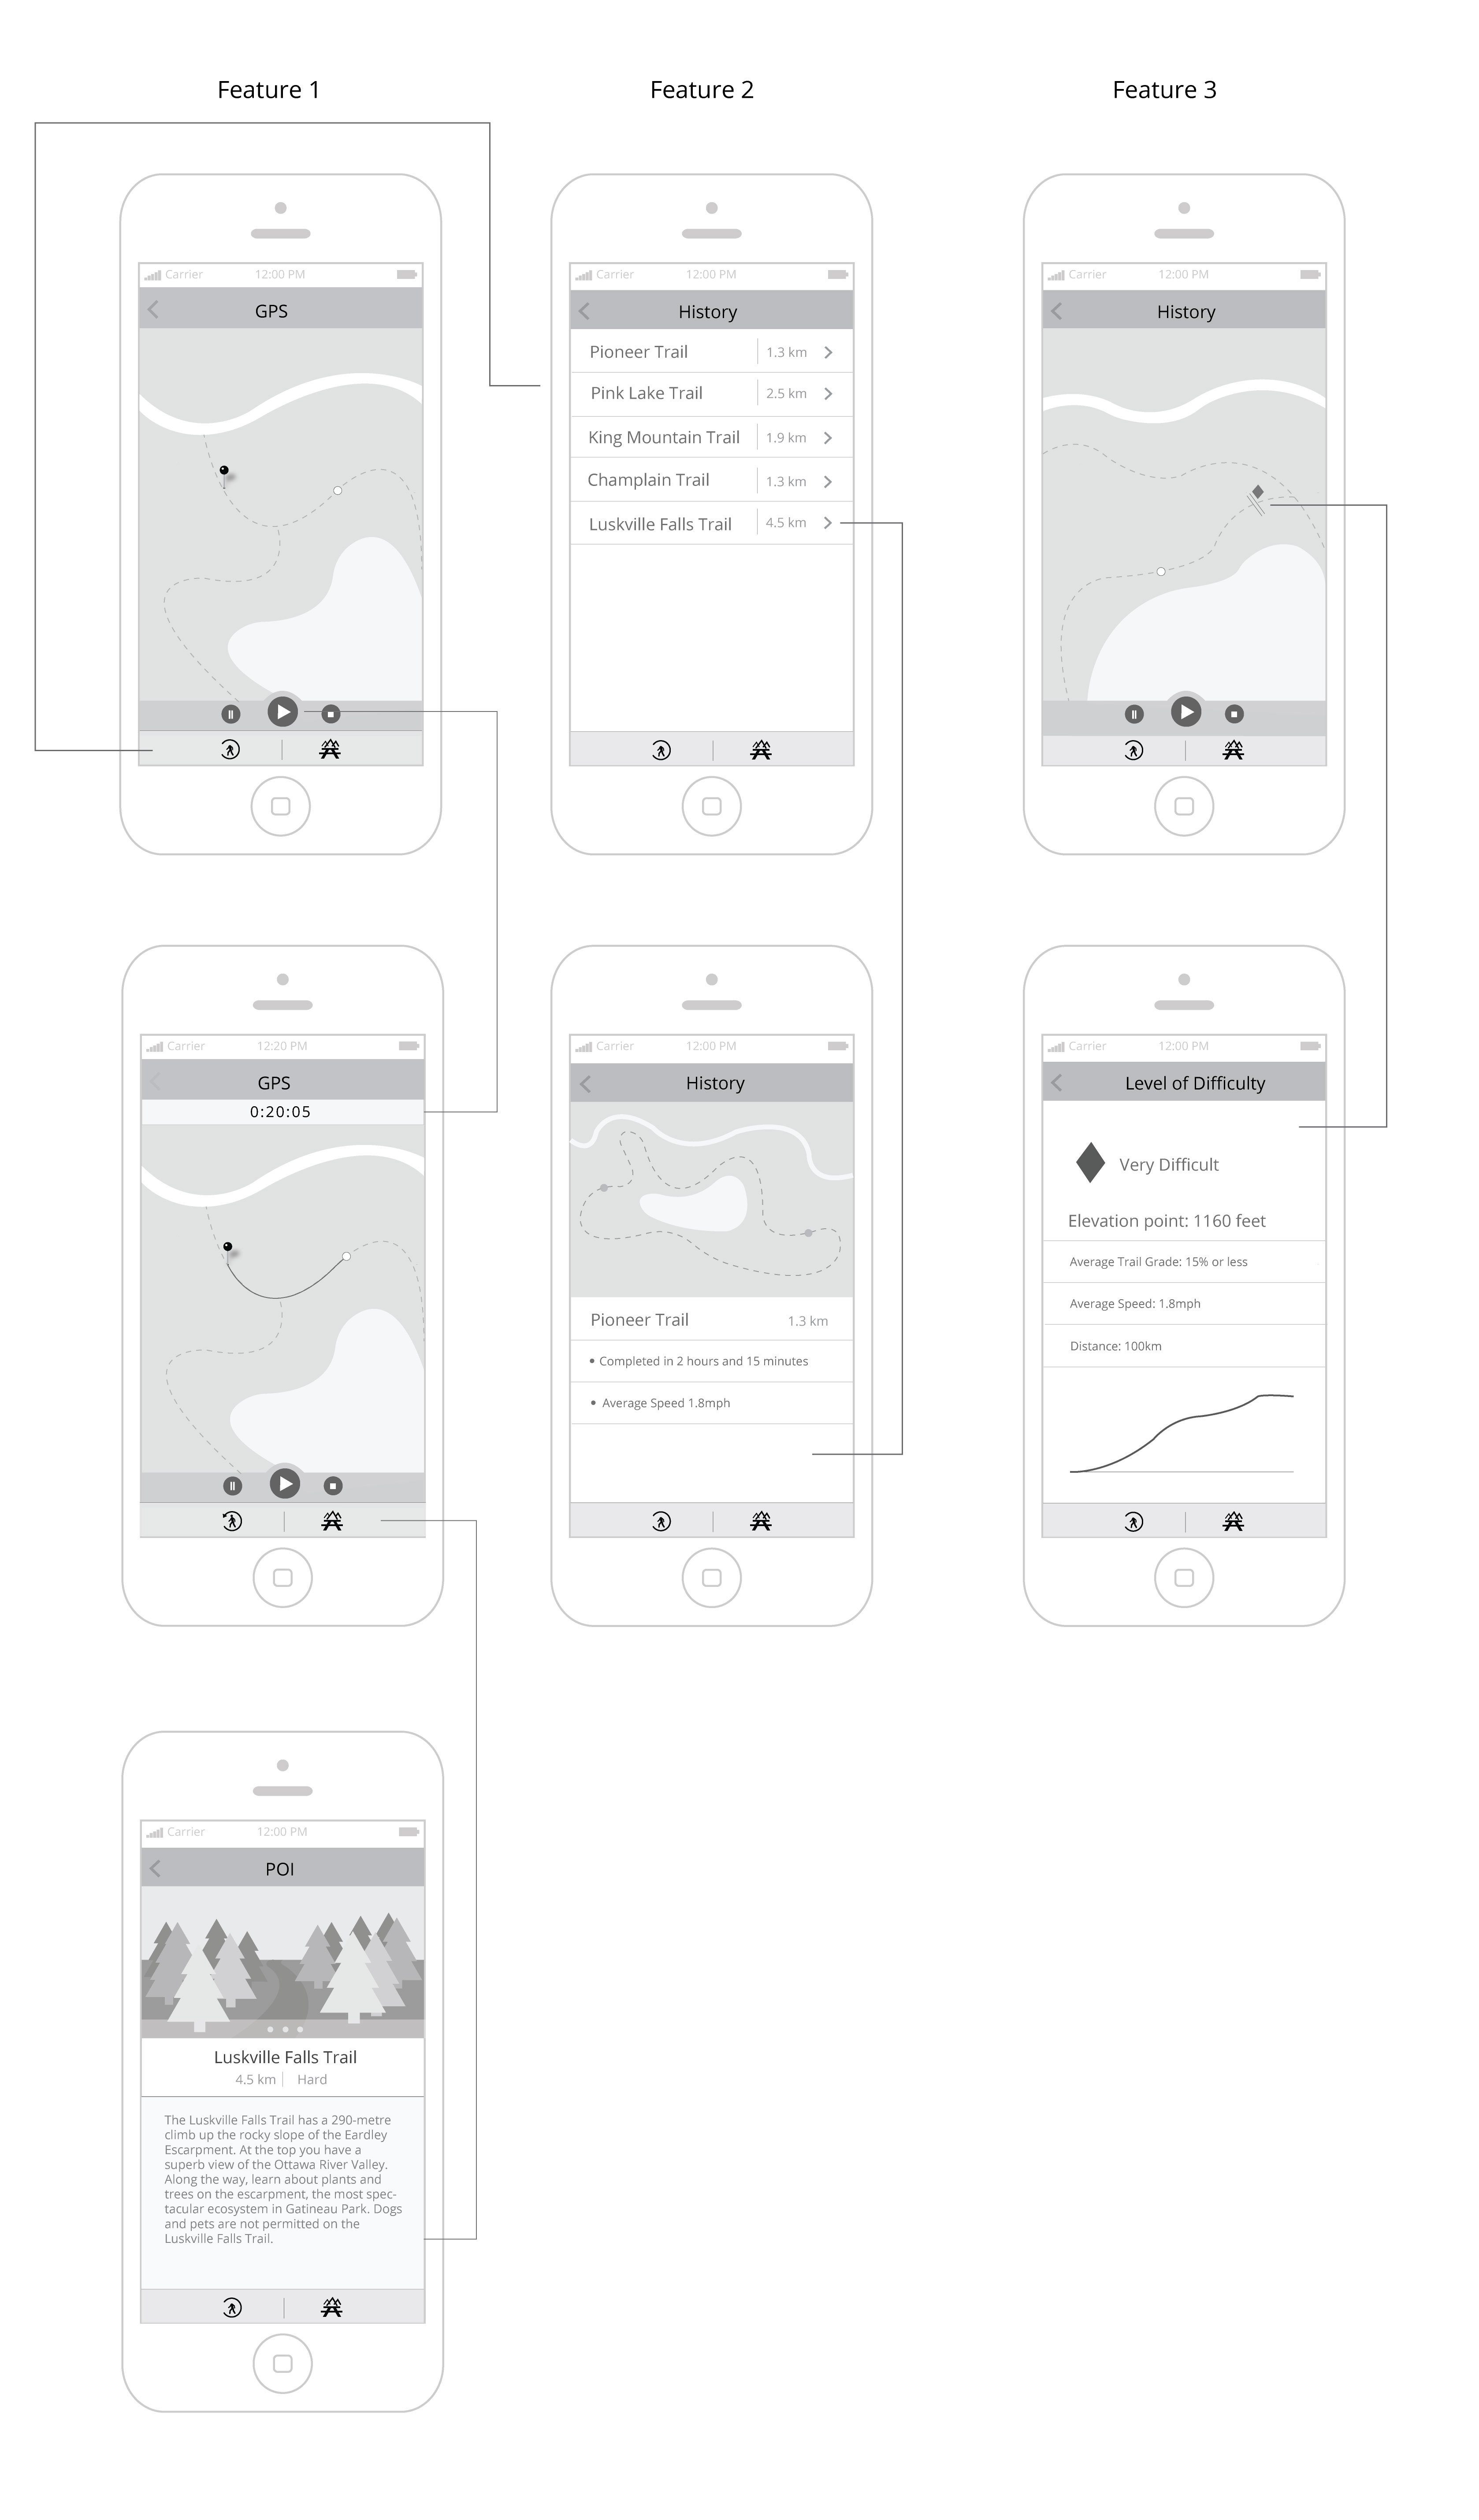 Feature 1
Feature 2
Feature 3
Carrier 12:00 PM
GPS
Carrier 12:00 PM
History
Pioneer Trail 1.3 km
Pink Lake Trail 2.5 km
King Mountain Trail 1.9 km
Champlain Trail 1.3 km
Luskville Falls Trail 4.5 km
Carrier 12:00 PM
History
Carrier 12:20 PM
GPS
0:20:05
Carrier 12:00 PM
History
Pioneer Trail 1.3 km
• Completed in 2 hours and 15 minutes
• Average Speed 1.8mph
Carrier 12:00 PM
Level of Difficulty
Very Difficult
Elevation point: 1160 feet
Average Trail Grade: 15% or less
Average Speed: 1.8mph
Distance: 100km
Carrier 12:00 PM
POI
Luskville Falls Trail
4.5 km | Hard
The Luskville Falls Trail has a 290-metre
climb up the rocky slope of the Eardley
Escarpment. At the top you have a
superb view of the Ottawa River Valley.
Along the way, learn about plants and
trees on the escarpment, the most spec-
tacular ecosystem in Gatineau Park. Dogs
and pets are not permitted on the
Luskville Falls Trail.